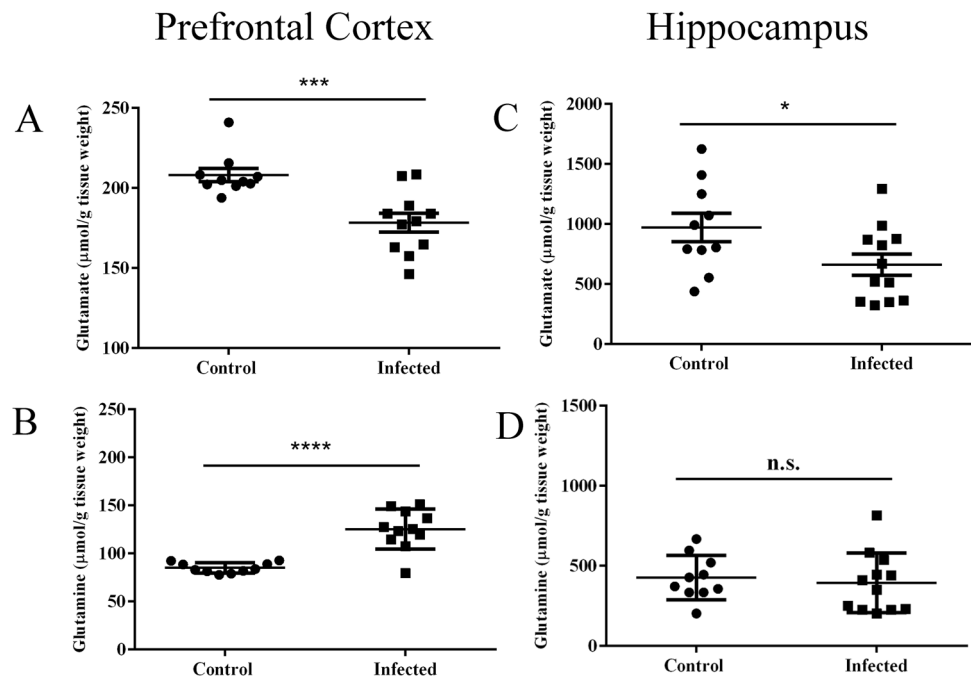 Prefrontal Cortex
Hippocampus
A
***
Glutamate (μmol/g tissue weight)
250
200
150
100
Control
Infected
C
*
Glutamate (μmol/g tissue weight)
2000
1500
1000
500
0
Control
Infected
B
****
Glutamine (μmol/g tissue weight)
250
200
150
100
50
0
Control
Infected
D
n.s.
Glutamine (μmol/g tissue weight)
1500
1000
500
0
Control
Infected